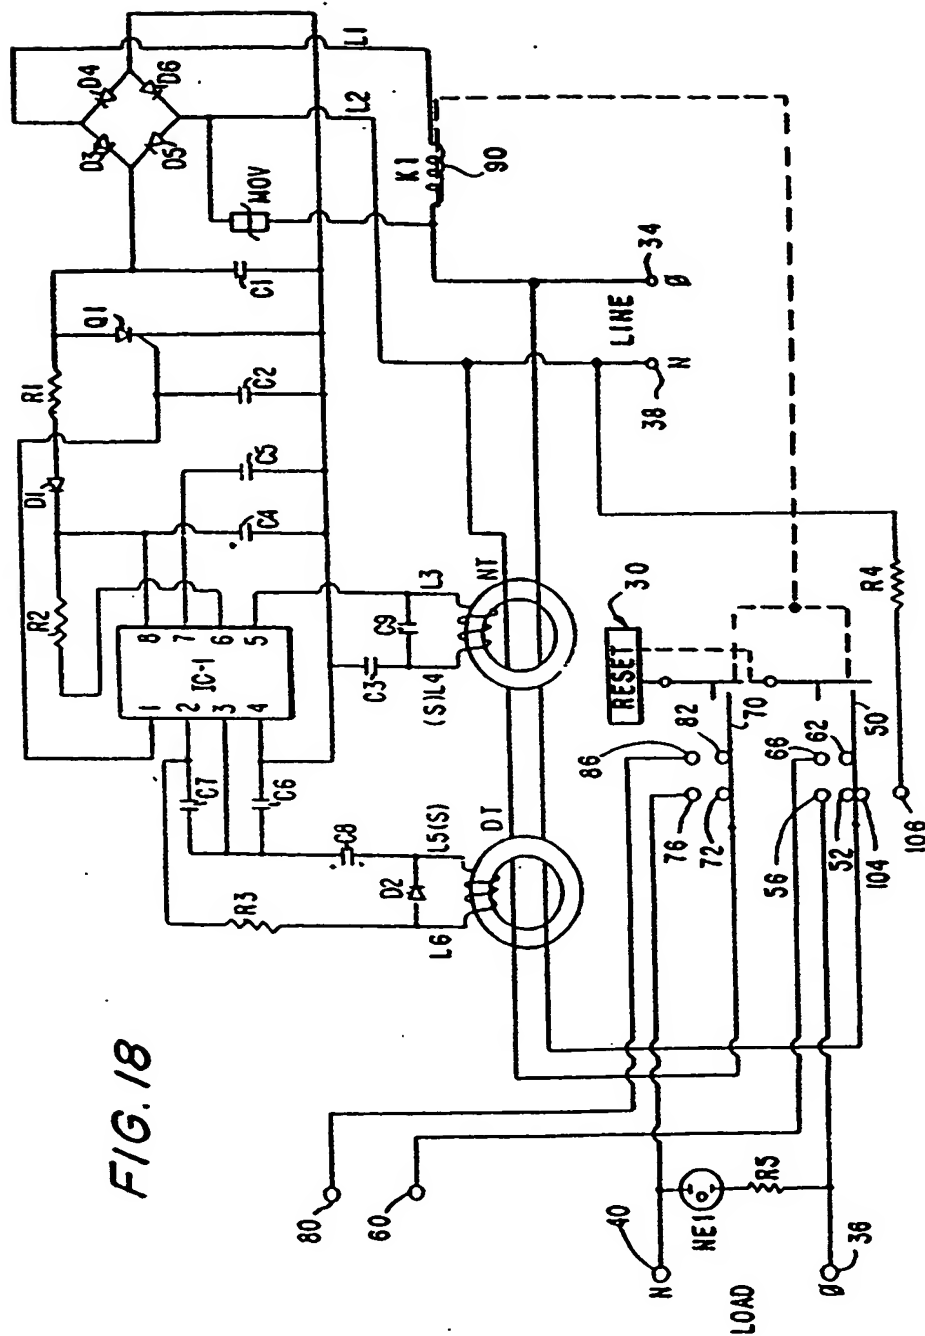 FIG. 18
D4
D6
D3
D5
L1
L2
MOV
K1
90
C1
Q1
R1
C2
C5
D1
C4
R2
8
7
6
5
IC-1
1
2
3
4
C7
C6
C8
R3
D2
L5(S)
L6
DT
C3
C9
(S)L4
L3
NT
LINE
34
Ø
38
N
RESET
30
R4
86
82
70
76
72
66
62
50
56
52
104
106
80
60
40
N
NE1
R5
Ø
36
LOAD